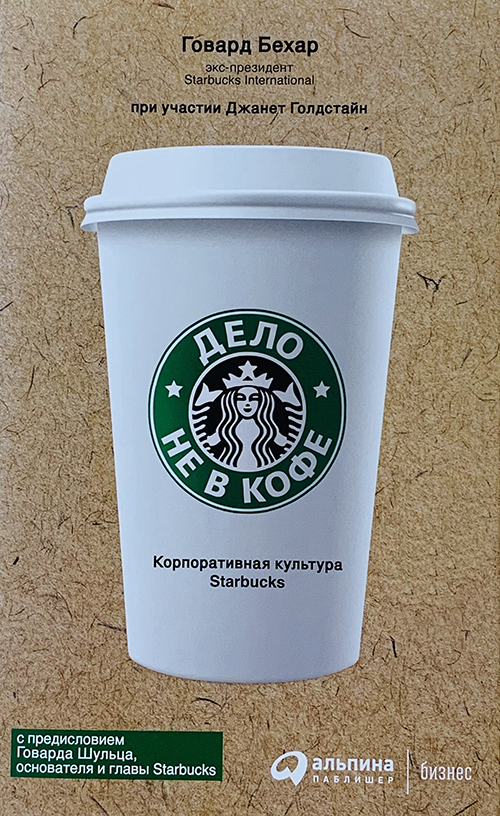 Говард Бехар
экс-президент
Starbucks International
при участии Джанет Голдстайн
ДЕЛО
НЕ В КОФЕ
Корпоративная культура
Starbucks
с предисловием
Говарда Шульца,
основателя и главы Starbucks
альпина
ПАБЛИШЕР
бизнес